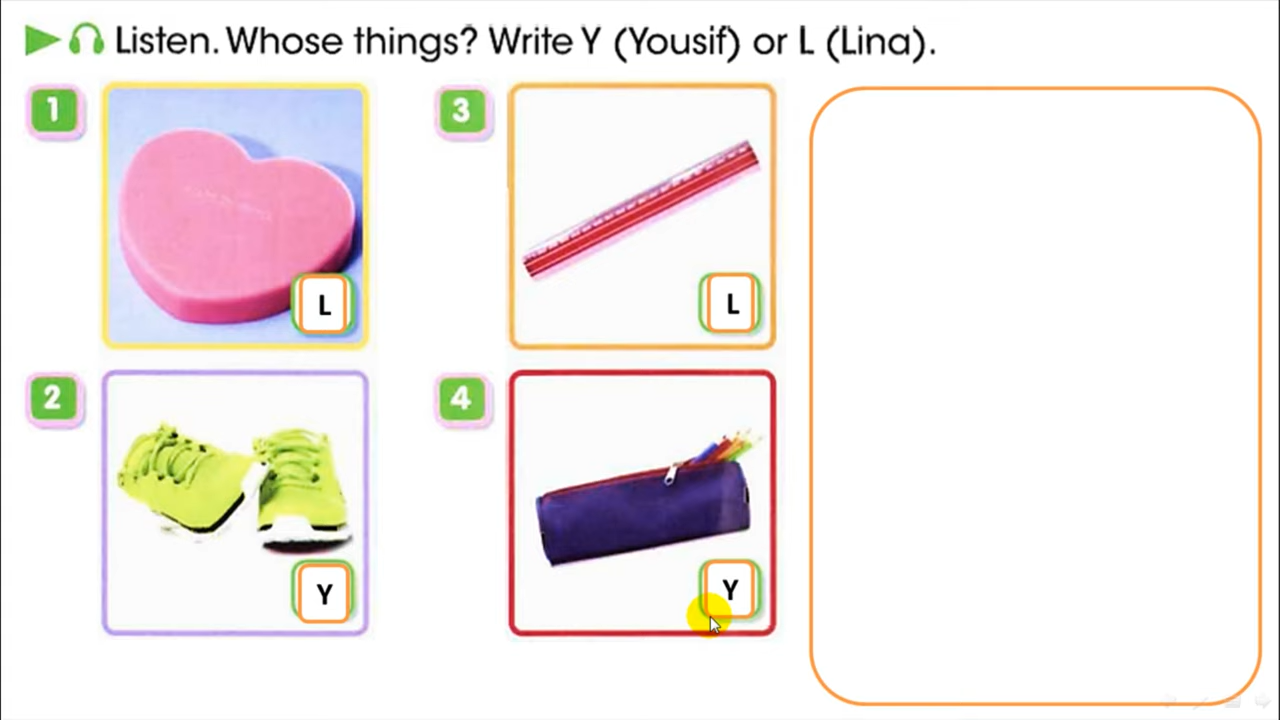 Listen. Whose things? Write Y (Yousif) or L (Lina).
1
L
2
Y
3
L
4
Y